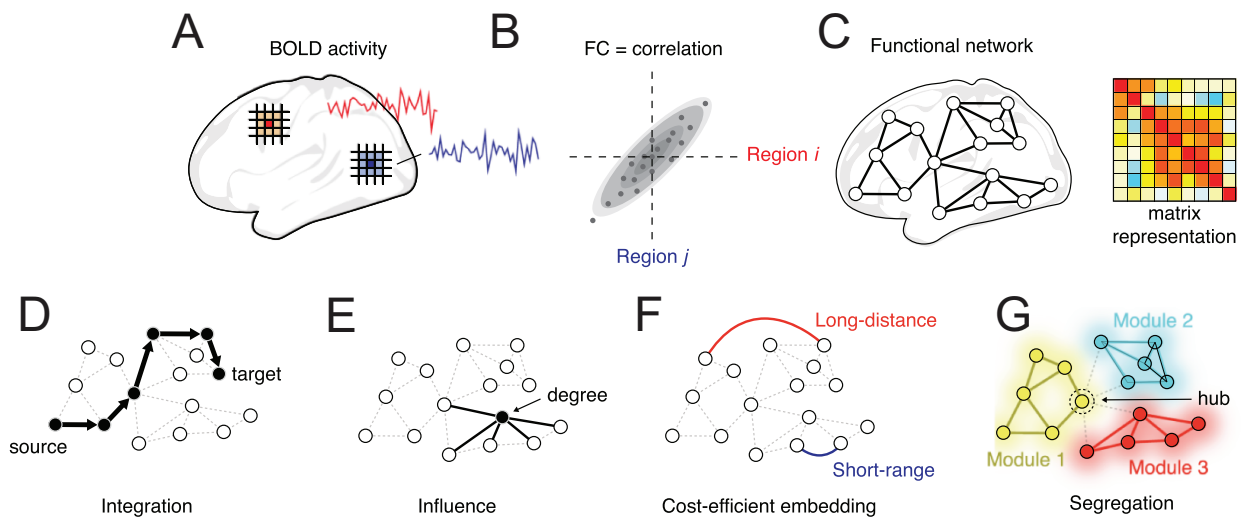 A
BOLD activity
B
FC = correlation
Region i
Region j
C
Functional network
matrix
representation
D
source
target
Integration
E
degree
Influence
F
Long-distance
Short-range
Cost-efficient embedding
G
Module 2
hub
Module 1
Module 3
Segregation